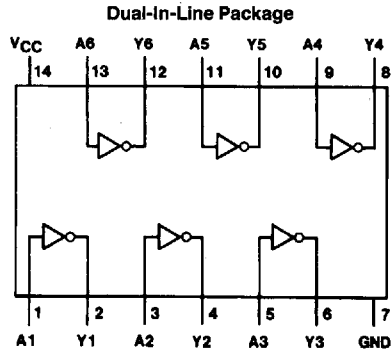 Dual-In-Line Package
VCC A6 Y6 A5 Y5 A4 Y4
14 13 12 11 10 9 8
1 2 3 4 5 6 7
A1 Y1 A2 Y2 A3 Y3 GND